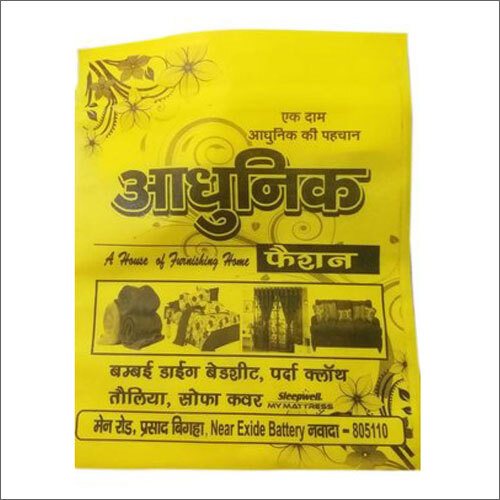 एक दाम
आधुनिक की पहचान
आधुनिक
A House of Furnishing Home फैशन
बम्बई डाईंग बेडशीट, पर्दा क्लॉथ
तौलिया, सोफा कवर Sleepwell MY MATTRESS
मेन रोड, प्रसाद बिगहा, Near Exide Battery नवादा - 805110